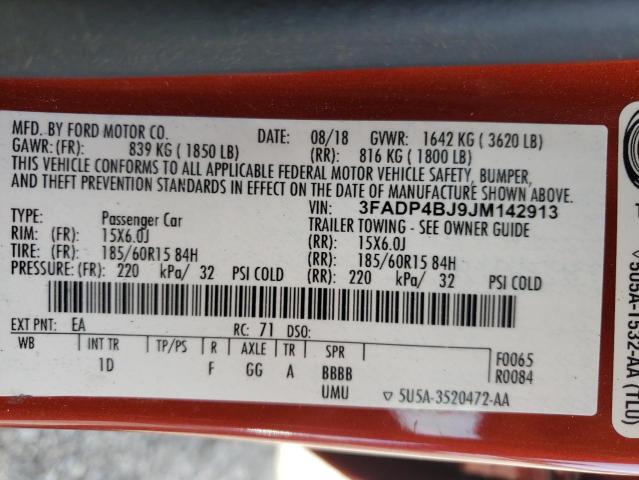 MFD. BY FORD MOTOR CO. DATE: 08/18 GVWR: 1642 KG ( 3620 LB)
GAWR: (FR): 839 KG ( 1850 LB) (RR): 816 KG ( 1800 LB)
THIS VEHICLE CONFORMS TO ALL APPLICABLE FEDERAL MOTOR VEHICLE SAFETY, BUMPER,
AND THEFT PREVENTION STANDARDS IN EFFECT ON THE DATE OF MANUFACTURE SHOWN ABOVE.
VIN: 3FADP4BJ9JM142913
TYPE: Passenger Car TRAILER TOWING - SEE OWNER GUIDE
RIM: (FR) 15X6.0J (RR): 15X6.0J
TIRE: (FR) 185/60R15 84H (RR): 185/60R15 84H
PRESSURE: (FR) 220 kPa/ 32 PSI COLD (RR): 220 kPa/ 32 PSI COLD
EXT PNT: EA RC: 71 DSO:
WB INT TR TP/PS R AXLE TR SPR F0065
1D F GG A BBBB R0084
UMU ▽ 5U5A-3520472-AA
▽ 5U5A-1532-AA (TLU)